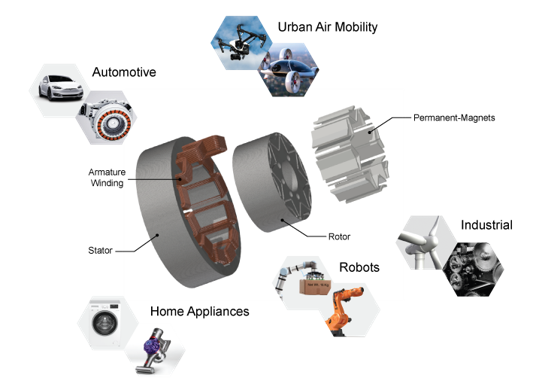 Urban Air Mobility
Automotive
Permanent-Magnets
Armature
Winding
Industrial
Stator
Rotor
Robots
Home Appliances